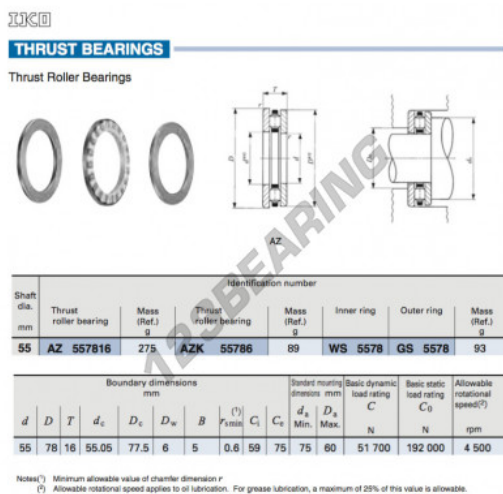 IKO
THRUST BEARINGS
Thrust Roller Bearings
T
r
r
D
dc
d
Dc
Da
da
AZ
123BEARING
Identification number
Shaft dia. mm
Thrust roller bearing
Mass (Ref.) g
Thrust roller bearing
Mass (Ref.) g
Inner ring
Outer ring
Mass (Ref.) g
55 AZ 557816 275 AZK 55786 89 WS 5578 GS 5578 93
Boundary dimensions mm
Standard mounting dimensions mm
Basic dynamic load rating C N
Basic static load rating C0 N
Allowable rotational speed(2) rpm
d D T dc Dc Dw B rsmin(1) Ci Ce da Min. Da Max.
55 78 16 55.05 77.5 6 5 0.6 59 75 75 60 51 700 192 000 4 500
Notes(1) Minimum allowable value of chamfer dimension r
(2) Allowable rotational speed applies to oil lubrication. For grease lubrication, a maximum of 25% of this value is allowable.